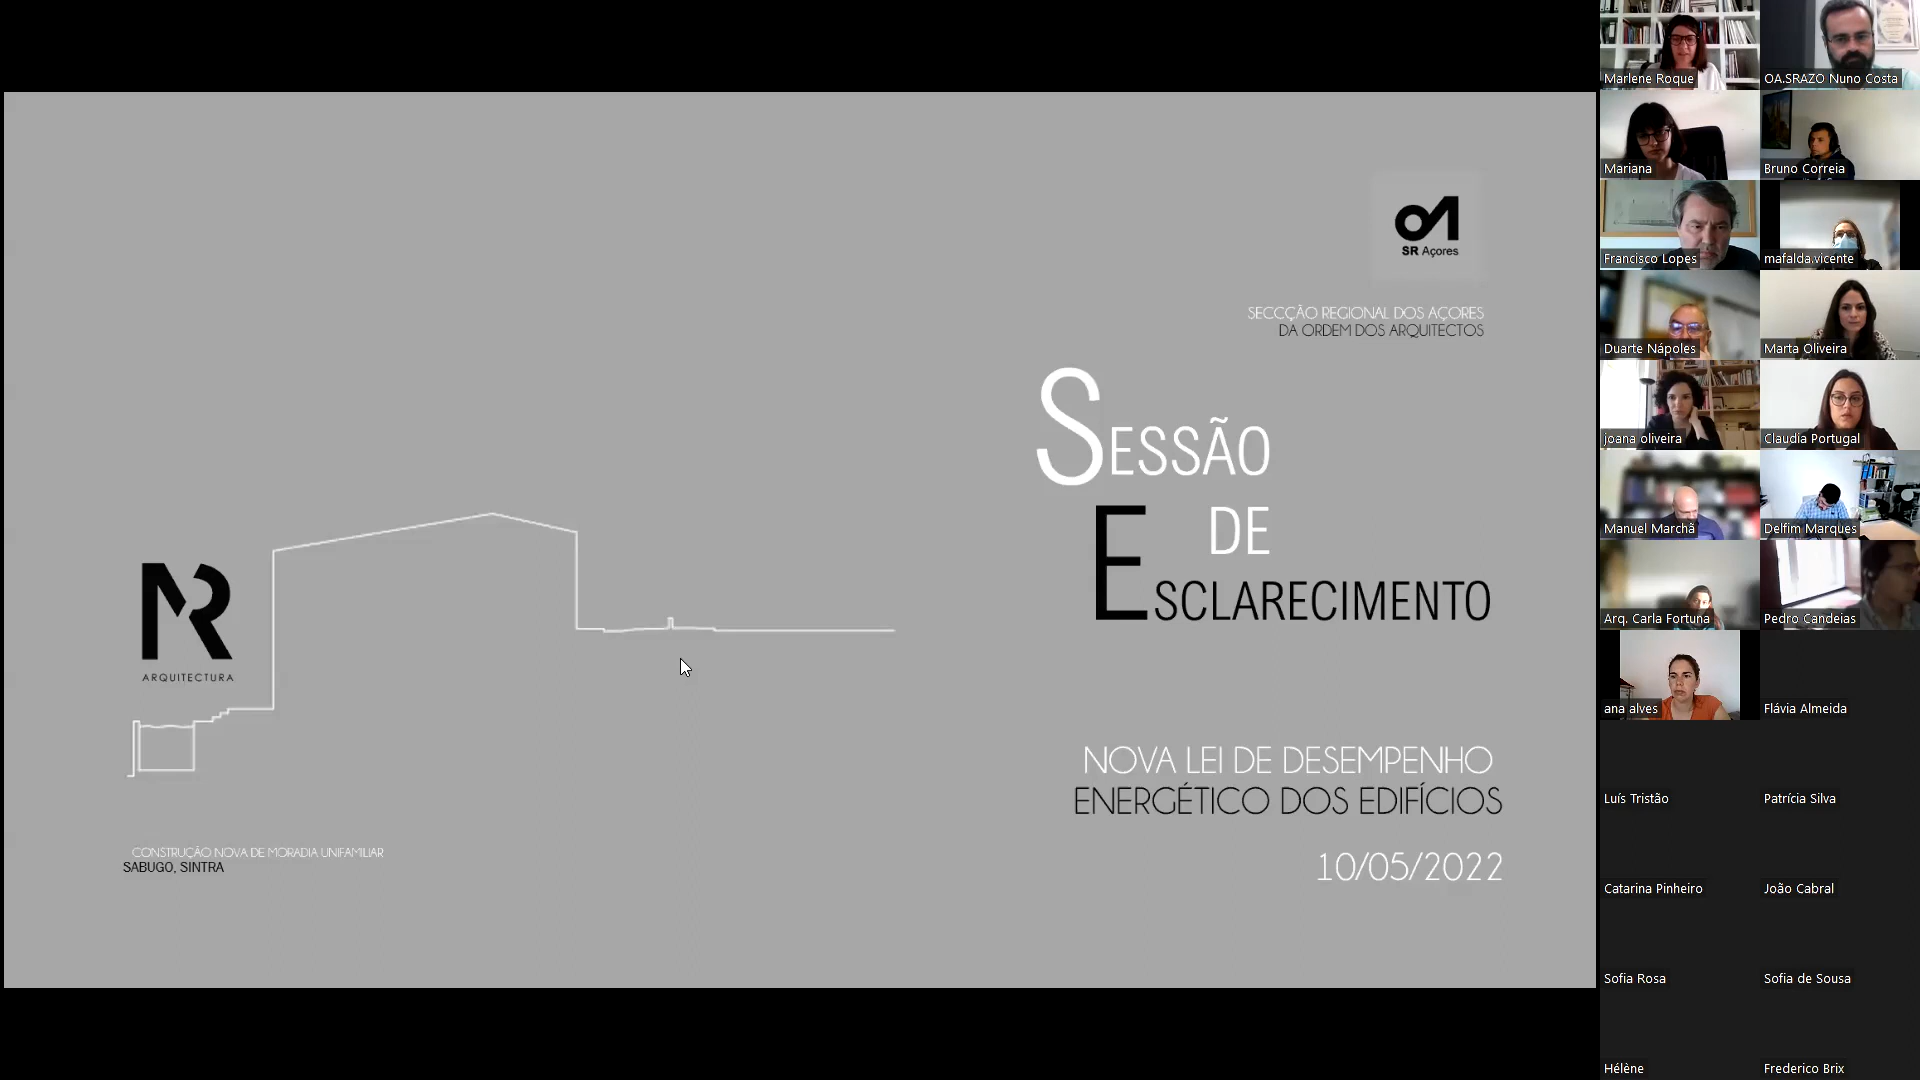 OA
SR Açores
SECCÇÃO REGIONAL DOS AÇORES
DA ORDEM DOS ARQUITECTOS
SESSÃO
DE
ESCLARECIMENTO
NR
ARQUITECTURA
NOVA LEI DE DESEMPENHO
ENERGÉTICO DOS EDIFÍCIOS
10/05/2022
CONSTRUÇÃO NOVA DE MORADIA UNIFAMILIAR
SABUGO, SINTRA
Marlene Roque
OA.SRAZO Nuno Costa
Mariana
Bruno Correia
Francisco Lopes
mafalda.vicente
Duarte Nápoles
Marta Oliveira
joana oliveira
Claudia Portugal
Manuel Marchã
Delfim Marques
Arq. Carla Fortuna
Pedro Candeias
ana alves
Flávia Almeida
Luís Tristão
Patrícia Silva
Catarina Pinheiro
João Cabral
Sofia Rosa
Sofia de Sousa
Hélène
Frederico Brix